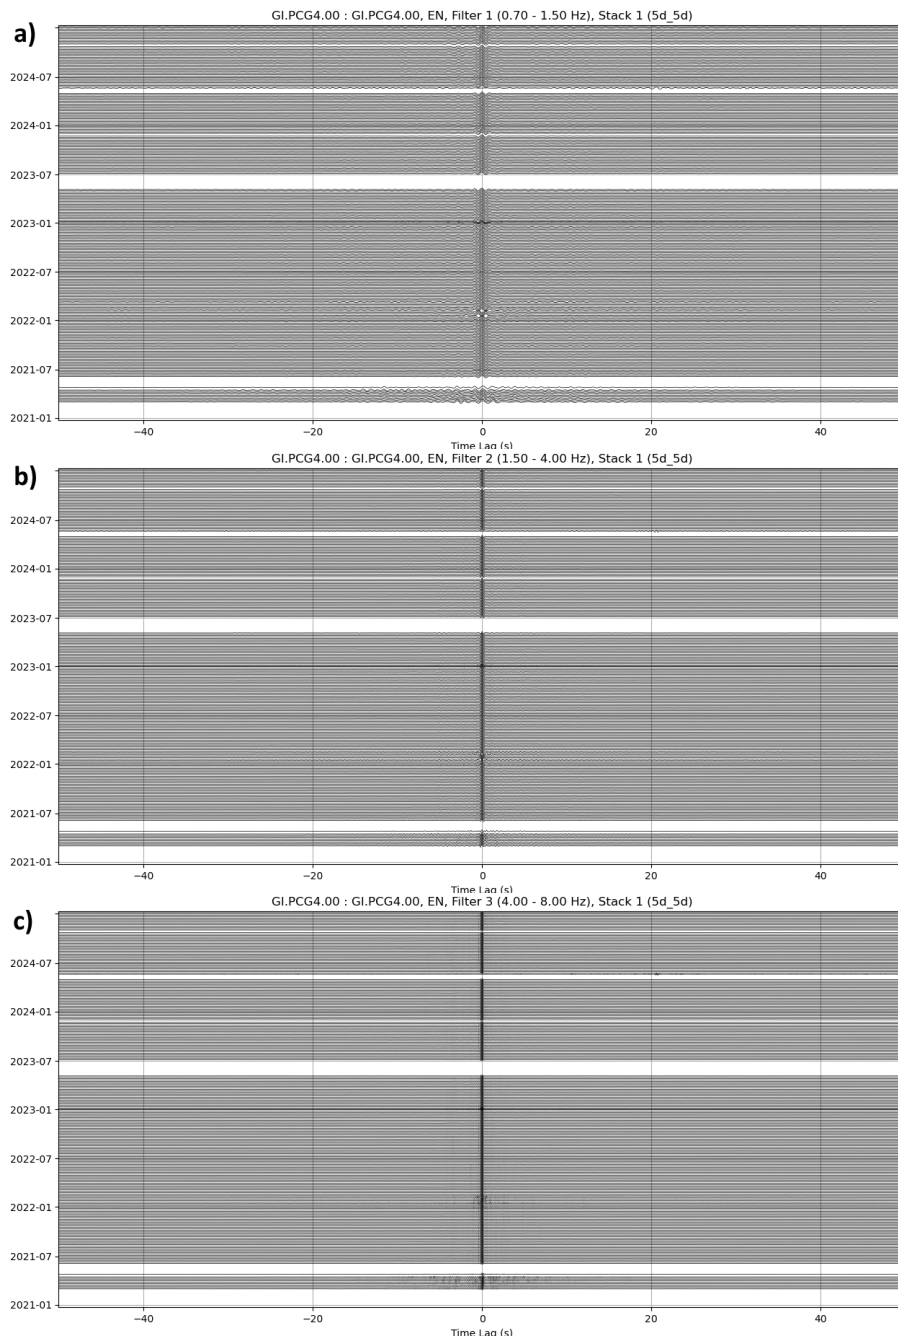 GI.PCG4.00 : GI.PCG4.00, EN, Filter 1 (0.70 - 1.50 Hz), Stack 1 (5d_5d)
a)
2024-07
2024-01
2023-07
2023-01
2022-07
2022-01
2021-07
2021-01
−40 −20 0 20 40
Time Lag (s)
GI.PCG4.00 : GI.PCG4.00, EN, Filter 2 (1.50 - 4.00 Hz), Stack 1 (5d_5d)
b)
2024-07
2024-01
2023-07
2023-01
2022-07
2022-01
2021-07
2021-01
−40 −20 0 20 40
Time Lag (s)
GI.PCG4.00 : GI.PCG4.00, EN, Filter 3 (4.00 - 8.00 Hz), Stack 1 (5d_5d)
c)
2024-07
2024-01
2023-07
2023-01
2022-07
2022-01
2021-07
2021-01
−40 −20 0 20 40
Time Lag (s)